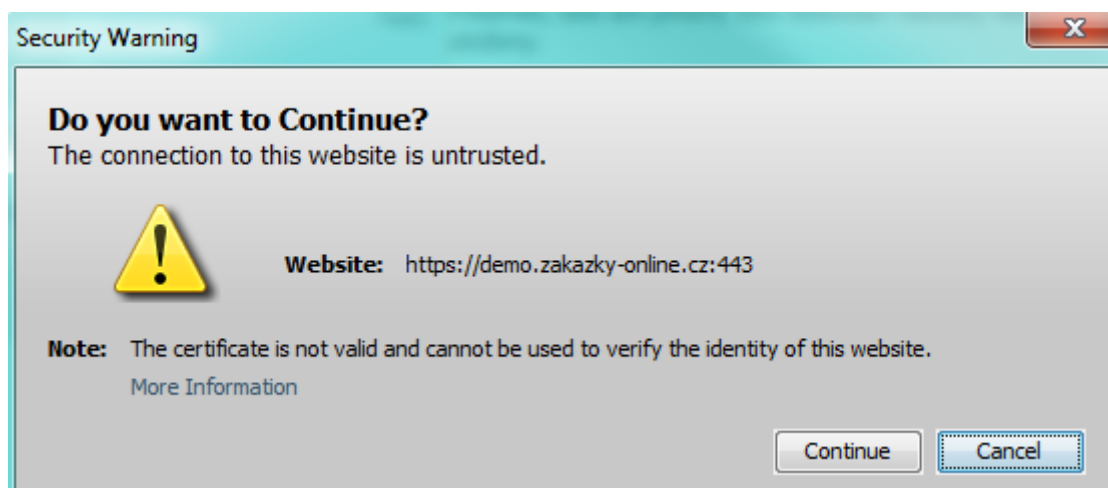 Security Warning
Do you want to Continue?
The connection to this website is untrusted.
Website: https://demo.zakazky-online.cz:443
Note: The certificate is not valid and cannot be used to verify the identity of this website.
More Information
Continue Cancel